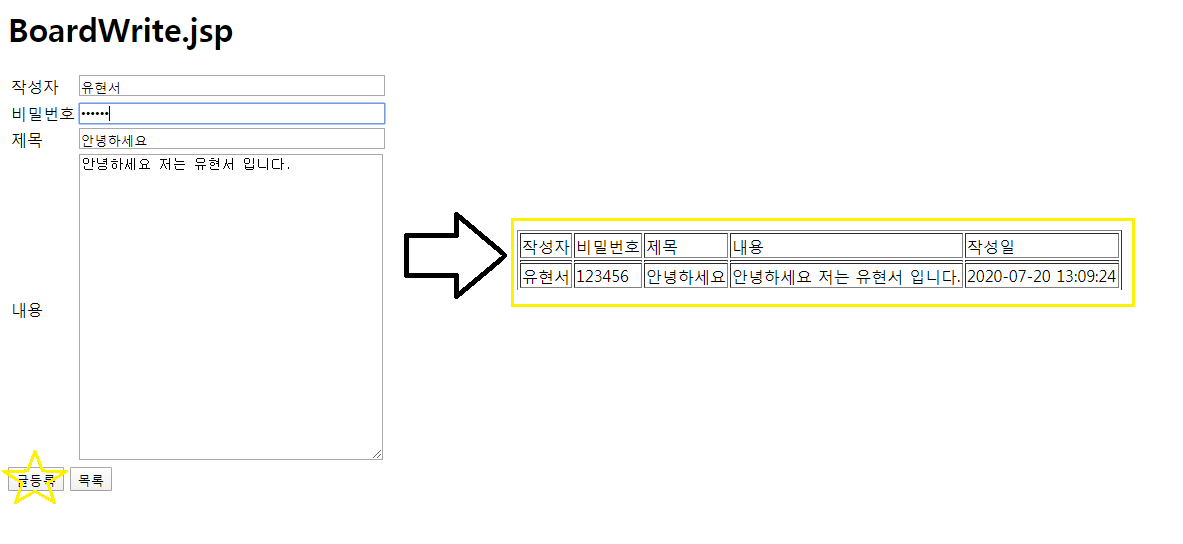 BoardWrite.jsp
작성자 유현서
비밀번호 ••••••
제목 안녕하세요
안녕하세요 저는 유현서 입니다.
내용
글등록 목록
작성자 비밀번호 제목 내용 작성일
유현서 123456 안녕하세요 안녕하세요 저는 유현서 입니다. 2020-07-20 13:09:24